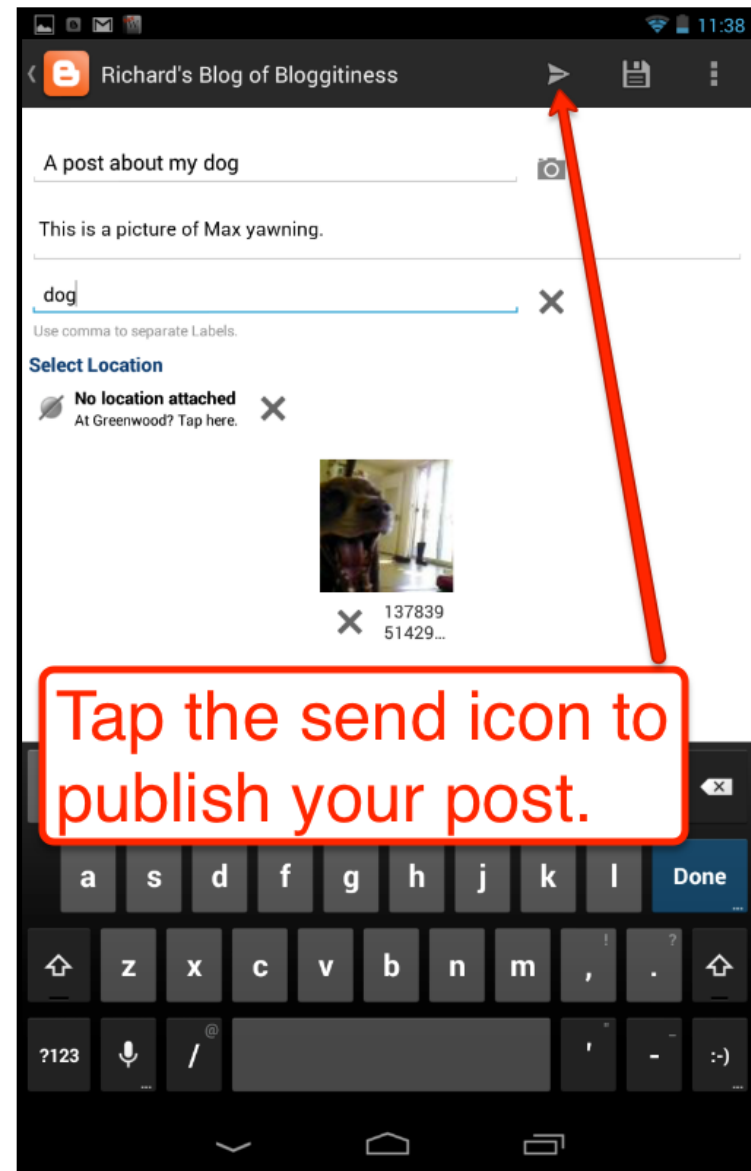 11:38
Richard's Blog of Bloggitiness
A post about my dog
This is a picture of Max yawning.
dog
Use comma to separate Labels.
Select Location
No location attached
At Greenwood? Tap here.
137839
51429...
Tap the send icon to
publish your post.
a s d f g h j k l Done
...
z x c v b n m ! , ? .
?123 @ / " ' _ - :-)
... ...